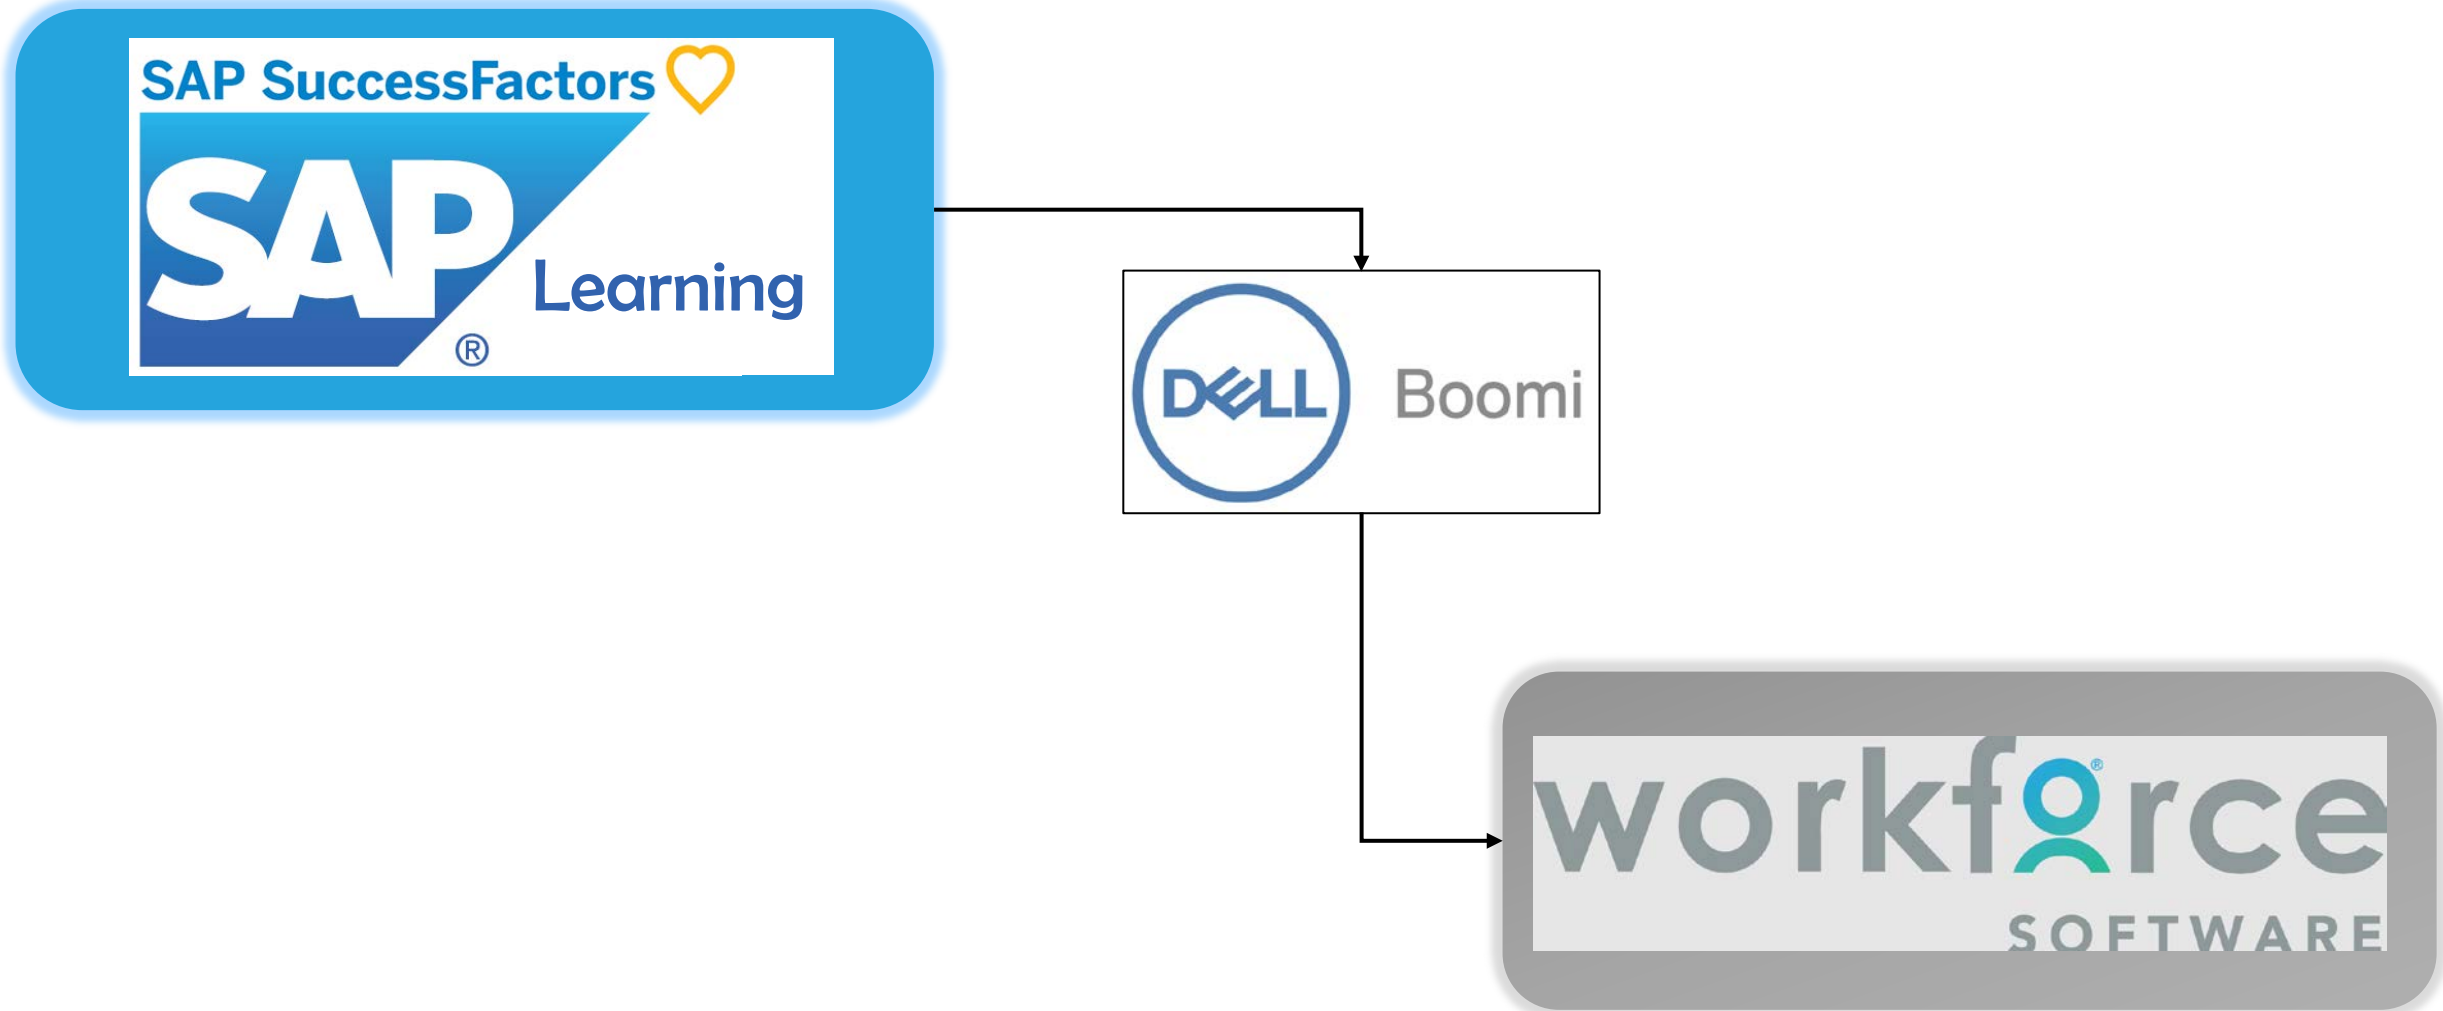 SAP SuccessFactors
SAP
Learning
®
DELL Boomi
workforce
®
SOFTWARE